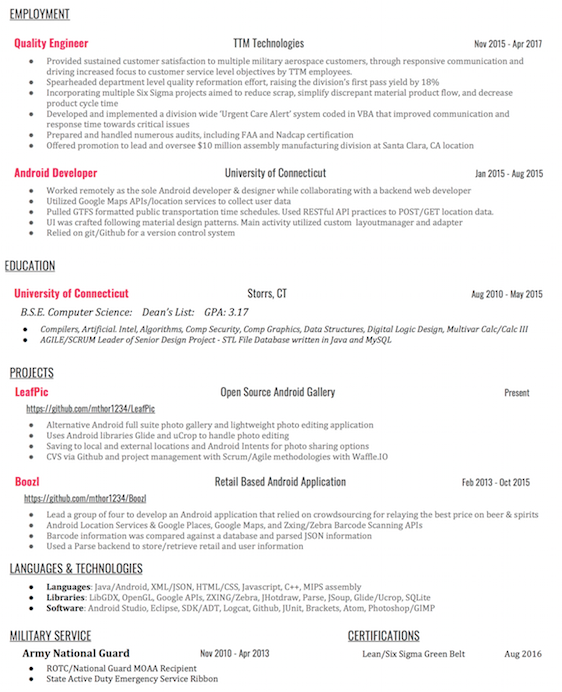 EMPLOYMENT
Quality Engineer TTM Technologies Nov 2015 - Apr 2017
● Provided sustained customer satisfaction to multiple military aerospace customers, through responsive communication and
driving increased focus to customer service level objectives by TTM employees.
● Spearheaded department level quality reformation effort, raising the division's first pass yield by 18%
● Incorporating multiple Six Sigma projects aimed to reduce scrap, simplify discrepant material product flow, and decrease
product cycle time
● Developed and implemented a division wide 'Urgent Care Alert' system coded in VBA that improved communication and
response time towards critical issues
● Prepared and handled numerous audits, including FAA and Nadcap certification
● Offered promotion to lead and oversee $10 million assembly manufacturing division at Santa Clara, CA location
Android Developer University of Connecticut Jan 2015 - Aug 2015
● Worked remotely as the sole Android developer & designer while collaborating with a backend web developer
● Utilized Google Maps APIs/location services to collect user data
● Pulled GTFS formatted public transportation time schedules. Used RESTful API practices to POST/GET location data.
● UI was crafted following material design patterns. Main activity utilized custom layoutmanager and adapter
● Relied on git/Github for a version control system
EDUCATION
University of Connecticut Storrs, CT Aug 2010 - May 2015
B.S.E. Computer Science: Dean's List: GPA: 3.17
● Compilers, Artificial. Intel, Algorithms, Comp Security, Comp Graphics, Data Structures, Digital Logic Design, Multivar Calc/Calc III
● AGILE/SCRUM Leader of Senior Design Project - STL File Database written in Java and MySQL
PROJECTS
LeafPic Open Source Android Gallery Present
https://github.com/mthor1234/LeafPic
● Alternative Android full suite photo gallery and lightweight photo editing application
● Uses Android libraries Glide and uCrop to handle photo editing
● Saving to local and external locations and Android Intents for photo sharing options
● CVS via Github and project management with Scrum/Agile methodologies with Waffle.IO
Boozl Retail Based Android Application Feb 2013 - Oct 2015
https://github.com/mthor1234/Boozl
● Lead a group of four to develop an Android application that relied on crowdsourcing for relaying the best price on beer & spirits
● Android Location Services & Google Places, Google Maps, and Zxing/Zebra Barcode Scanning APIs
● Barcode information was compared against a database and parsed JSON information
● Used a Parse backend to store/retrieve retail and user information
LANGUAGES & TECHNOLOGIES
● Languages: Java/Android, XML/JSON, HTML/CSS, Javascript, C++, MIPS assembly
● Libraries: LibGDX, OpenGL, Google APIs, ZXING/Zebra, JHotdraw, Parse, JSoup, Glide/Ucrop, SQLite
● Software: Android Studio, Eclipse, SDK/ADT, Logcat, Github, JUnit, Brackets, Atom, Photoshop/GIMP
MILITARY SERVICE CERTIFICATIONS
Army National Guard Nov 2010 - Apr 2013 Lean/Six Sigma Green Belt Aug 2016
● ROTC/National Guard MOAA Recipient
● State Active Duty Emergency Service Ribbon